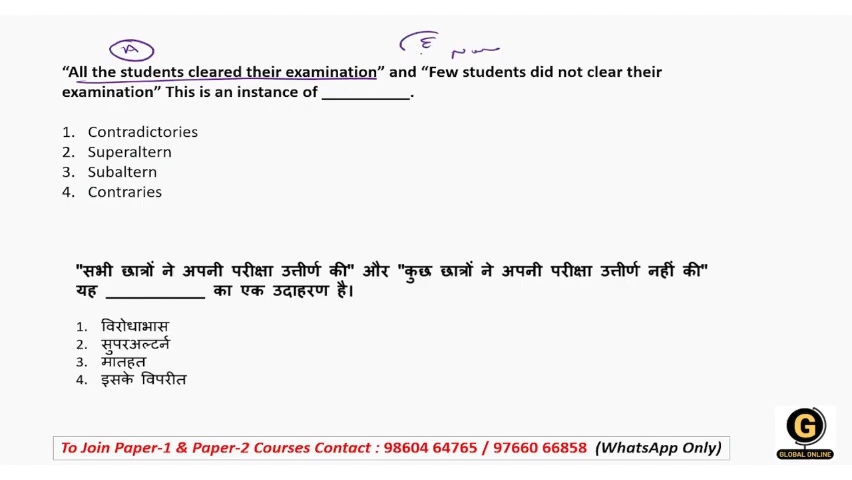 A
E
"All the students cleared their examination" and "Few students did not clear their
examination" This is an instance of __________.
1. Contradictories
2. Superaltern
3. Subaltern
4. Contraries
"सभी छात्रों ने अपनी परीक्षा उत्तीर्ण की" और "कुछ छात्रों ने अपनी परीक्षा उत्तीर्ण नहीं की"
यह ____________ का एक उदाहरण है।
1. विरोधाभास
2. सुपरअल्टर्न
3. मातहत
4. इसके विपरीत
G
GLOBAL ONLINE
To Join Paper-1 & Paper-2 Courses Contact : 98604 64765 / 97660 66858 (WhatsApp Only)